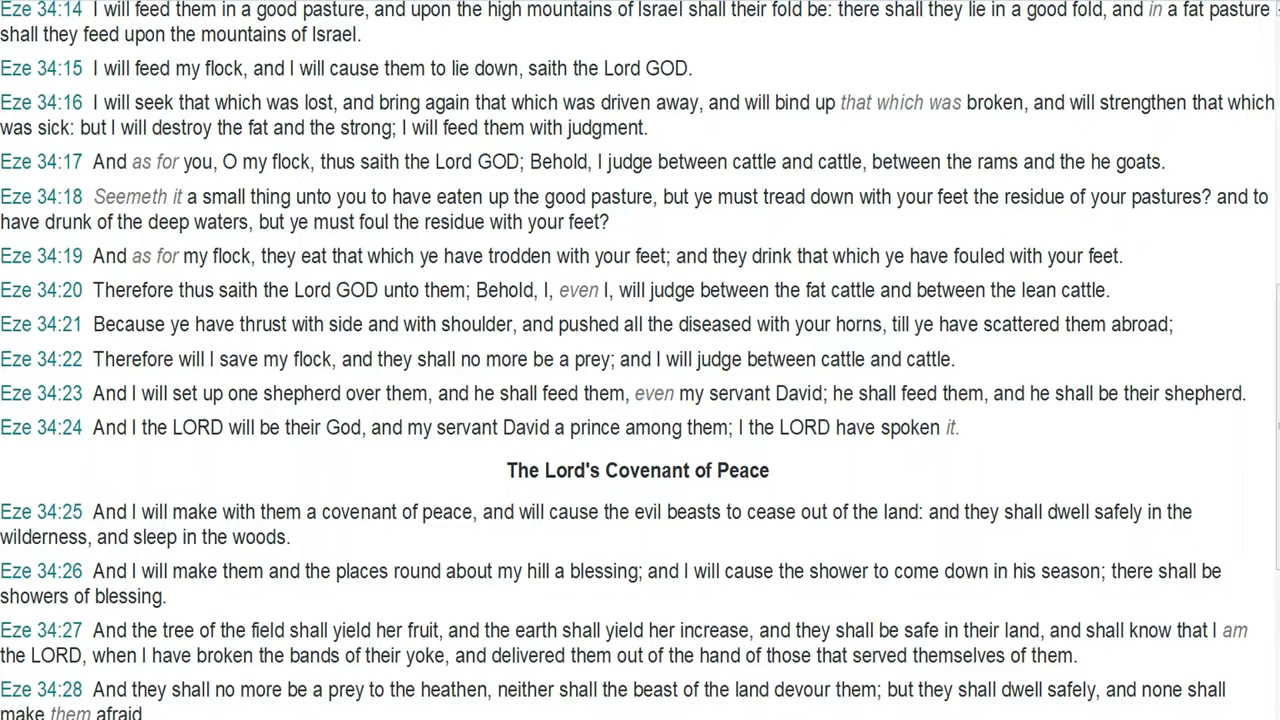 Eze 34:14 I will feed them in a good pasture, and upon the high mountains of Israel shall their fold be: there shall they lie in a good fold, and in a fat pasture
shall they feed upon the mountains of Israel.
Eze 34:15 I will feed my flock, and I will cause them to lie down, saith the Lord GOD.
Eze 34:16 I will seek that which was lost, and bring again that which was driven away, and will bind up that which was broken, and will strengthen that which
was sick: but I will destroy the fat and the strong; I will feed them with judgment.
Eze 34:17 And as for you, O my flock, thus saith the Lord GOD; Behold, I judge between cattle and cattle, between the rams and the he goats.
Eze 34:18 Seemeth it a small thing unto you to have eaten up the good pasture, but ye must tread down with your feet the residue of your pastures? and to
have drunk of the deep waters, but ye must foul the residue with your feet?
Eze 34:19 And as for my flock, they eat that which ye have trodden with your feet; and they drink that which ye have fouled with your feet.
Eze 34:20 Therefore thus saith the Lord GOD unto them; Behold, I, even I, will judge between the fat cattle and between the lean cattle.
Eze 34:21 Because ye have thrust with side and with shoulder, and pushed all the diseased with your horns, till ye have scattered them abroad;
Eze 34:22 Therefore will I save my flock, and they shall no more be a prey; and I will judge between cattle and cattle.
Eze 34:23 And I will set up one shepherd over them, and he shall feed them, even my servant David; he shall feed them, and he shall be their shepherd.
Eze 34:24 And I the LORD will be their God, and my servant David a prince among them; I the LORD have spoken it.
The Lord's Covenant of Peace
Eze 34:25 And I will make with them a covenant of peace, and will cause the evil beasts to cease out of the land: and they shall dwell safely in the
wilderness, and sleep in the woods.
Eze 34:26 And I will make them and the places round about my hill a blessing; and I will cause the shower to come down in his season; there shall be
showers of blessing.
Eze 34:27 And the tree of the field shall yield her fruit, and the earth shall yield her increase, and they shall be safe in their land, and shall know that I am
the LORD, when I have broken the bands of their yoke, and delivered them out of the hand of those that served themselves of them.
Eze 34:28 And they shall no more be a prey to the heathen, neither shall the beast of the land devour them; but they shall dwell safely, and none shall
make them afraid